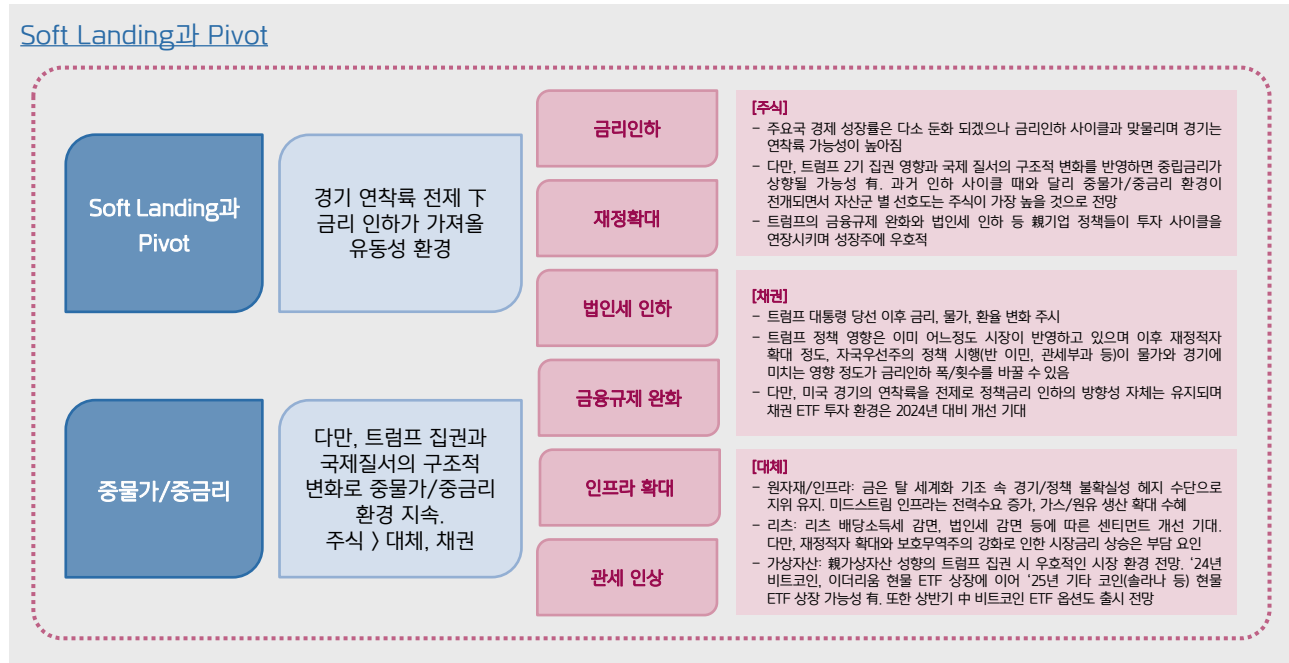 Soft Landing과 Pivot
Soft Landing과
Pivot
경기 연착륙 전제 下
금리 인하가 가져올
유동성 환경
중물가/중금리
다만, 트럼프 집권과
국제질서의 구조적
변화로 중물가/중금리
환경 지속.
주식 > 대체, 채권
금리인하
재정확대
법인세 인하
금융규제 완화
인프라 확대
관세 인상
[주식]
- 주요국 경제 성장률은 다소 둔화 되겠으나 금리인하 사이클과 맞물리며 경기는
연착륙 가능성이 높아짐
- 다만, 트럼프 2기 집권 영향과 국제 질서의 구조적 변화를 반영하면 중립금리가
상향될 가능성 有. 과거 인하 사이클 때와 달리 중물가/중금리 환경이
전개되면서 자산군 별 선호도는 주식이 가장 높을 것으로 전망
- 트럼프의 금융규제 완화와 법인세 인하 등 親기업 정책들이 투자 사이클을
연장시키며 성장주에 우호적
[채권]
- 트럼프 대통령 당선 이후 금리, 물가, 환율 변화 주시
- 트럼프 정책 영향은 이미 어느정도 시장이 반영하고 있으며 이후 재정적자
확대 정도, 자국우선주의 정책 시행(반 이민, 관세부과 등)이 물가와 경기에
미치는 영향 정도가 금리인하 폭/횟수를 바꿀 수 있음
- 다만, 미국 경기의 연착륙을 전제로 정책금리 인하의 방향성 자체는 유지되며
채권 ETF 투자 환경은 2024년 대비 개선 기대
[대체]
- 원자재/인프라: 금은 탈 세계화 기조 속 경기/정책 불확실성 헤지 수단으로
지위 유지. 미드스트림 인프라는 전력수요 증가, 가스/원유 생산 확대 수혜
- 리츠: 리츠 배당소득세 감면, 법인세 감면 등에 따른 센티먼트 개선 기대.
다만, 재정적자 확대와 보호무역주의 강화로 인한 시장금리 상승은 부담 요인
- 가상자산: 親가상자산 성향의 트럼프 집권 시 우호적인 시장 환경 전망. ‘24년
비트코인, 이더리움 현물 ETF 상장에 이어 ‘25년 기타 코인(솔라나 등) 현물
ETF 상장 가능성 有. 또한 상반기 中 비트코인 ETF 옵션도 출시 전망